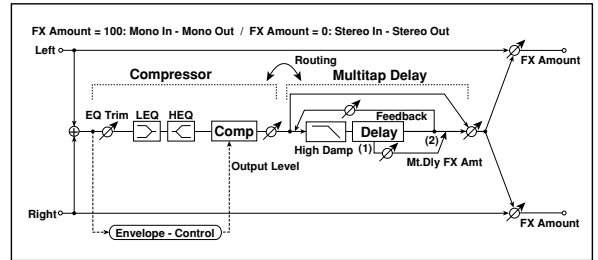 FX Amount = 100: Mono In - Mono Out / FX Amount = 0: Stereo In - Stereo Out
Left
FX Amount
Routing
Compressor
Multitap Delay
EQ Trim
LEQ
HEQ
Comp
Output Level
Feedback
High Damp
Delay
(1)
(2)
Mt.Dly FX Amt
Right
FX Amount
Envelope - Control